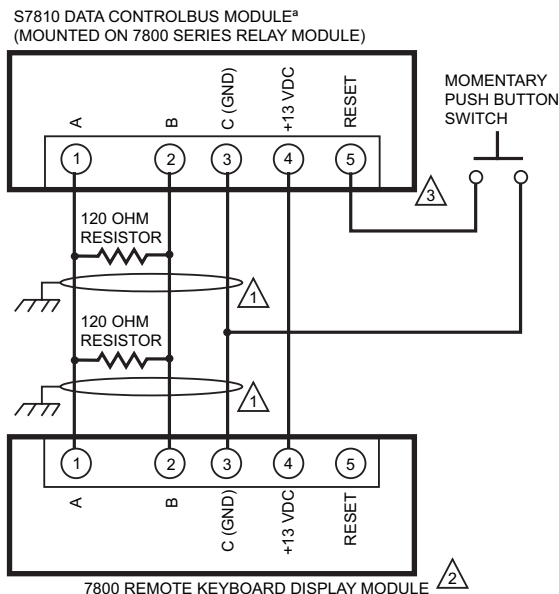 S7810 DATA CONTROLBUS MODULEª
(MOUNTED ON 7800 SERIES RELAY MODULE)
MOMENTARY
PUSH BUTTON
SWITCH
A
B
C (GND)
+13 VDC
RESET
1
2
3
4
5
3
120 OHM
RESISTOR
1
120 OHM
RESISTOR
1
1
2
3
4
5
A
B
C (GND)
+13 VDC
RESET
7800 REMOTE KEYBOARD DISPLAY MODULE
2